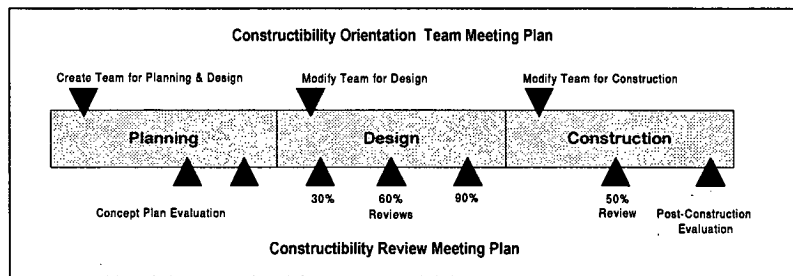 Constructibility Orientation Team Meeting Plan
Create Team for Planning & Design
Modify Team for Design
Modify Team for Construction
Planning
Design
Construction
Concept Plan Evaluation
30%
60%
Reviews
90%
50%
Review
Post-Construction
Evaluation
Constructibility Review Meeting Plan